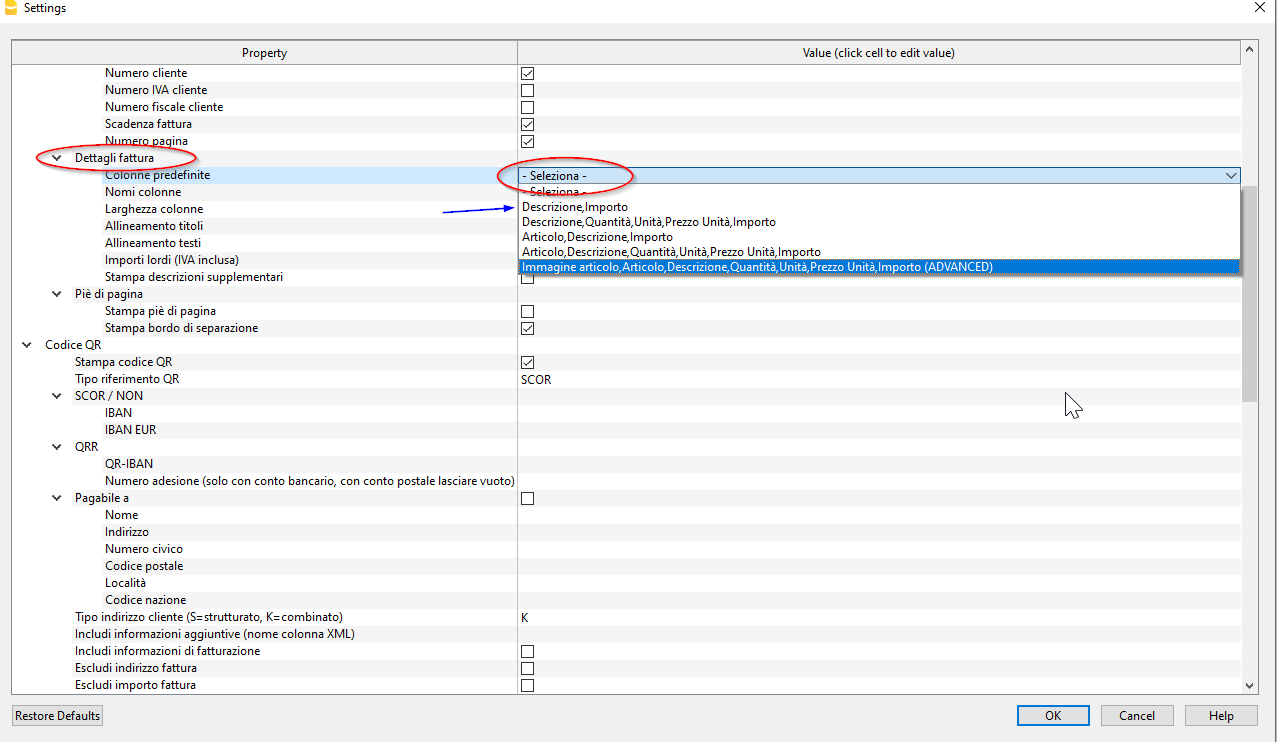 Settings
Property Value (click cell to edit value)
Numero cliente
Numero IVA cliente
Numero fiscale cliente
Scadenza fattura
Numero pagina
Dettagli fattura
Colonne predefinite - Seleziona -
Nomi colonne - Seleziona -
Larghezza colonne Descrizione,Importo
Descrizione,Quantità,Unità,Prezzo Unità,Importo
Allineamento titoli
Articolo,Descrizione,Importo
Allineamento testi
Articolo,Descrizione,Quantità,Unità,Prezzo Unità,Importo
Importi lordi (IVA inclusa)
Immagine articolo,Articolo,Descrizione,Quantità,Unità,Prezzo Unità,Importo (ADVANCED)
Stampa descrizioni supplementari
Piè di pagina
Stampa piè di pagina
Stampa bordo di separazione
Codice QR
Stampa codice QR
Tipo riferimento QR SCOR
SCOR / NON
IBAN
IBAN EUR
QRR
QR-IBAN
Numero adesione (solo con conto bancario, con conto postale lasciare vuoto)
Pagabile a
Nome
Indirizzo
Numero civico
Codice postale
Località
Codice nazione
Tipo indirizzo cliente (S=strutturato, K=combinato) K
Includi informazioni aggiuntive (nome colonna XML)
Includi informazioni di fatturazione
Escludi indirizzo fattura
Escludi importo fattura
Restore Defaults OK Cancel Help